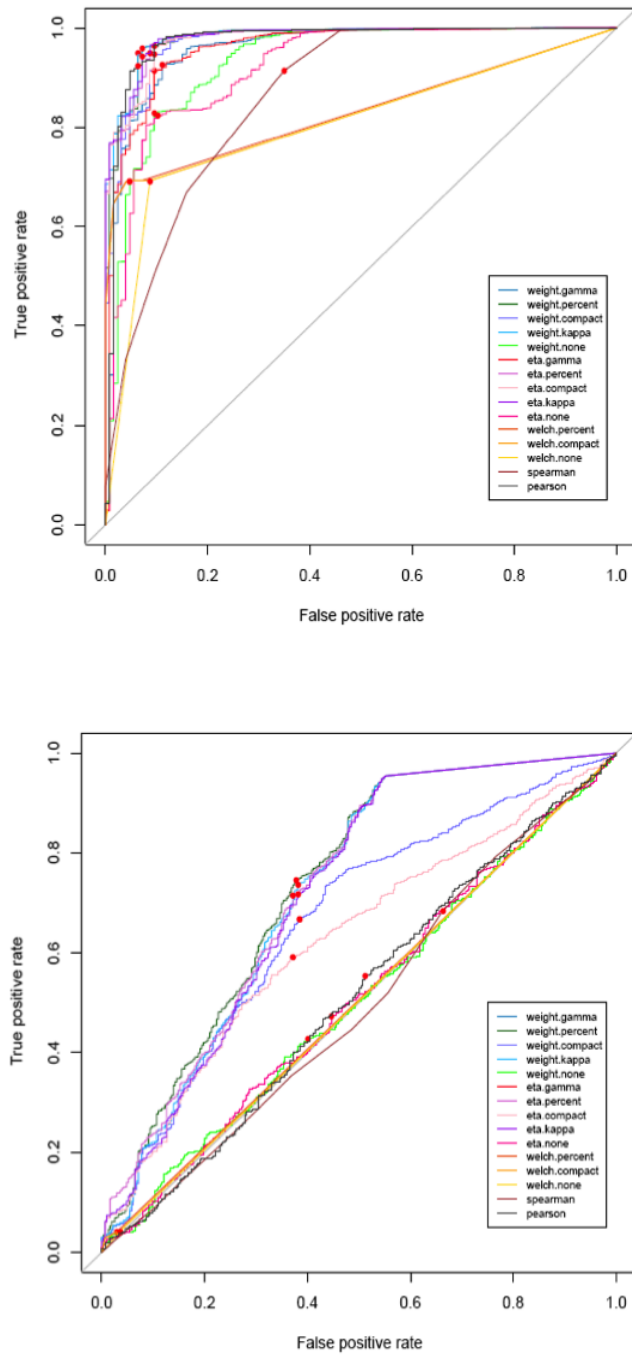 1.0
0.8
0.6
0.4
0.2
0.0
True positive rate
weight.gamma
weight.percent
weight.compact
weight.kappa
weight.none
eta.gamma
eta.percent
eta.compact
eta.kappa
eta.none
welch.percent
welch.compact
welch.none
spearman
pearson
0.0 0.2 0.4 0.6 0.8 1.0
False positive rate
1.0
0.8
0.6
0.4
0.2
0.0
True positive rate
weight.gamma
weight.percent
weight.compact
weight.kappa
weight.none
eta.gamma
eta.percent
eta.compact
eta.kappa
eta.none
welch.percent
welch.compact
welch.none
spearman
pearson
0.0 0.2 0.4 0.6 0.8 1.0
False positive rate